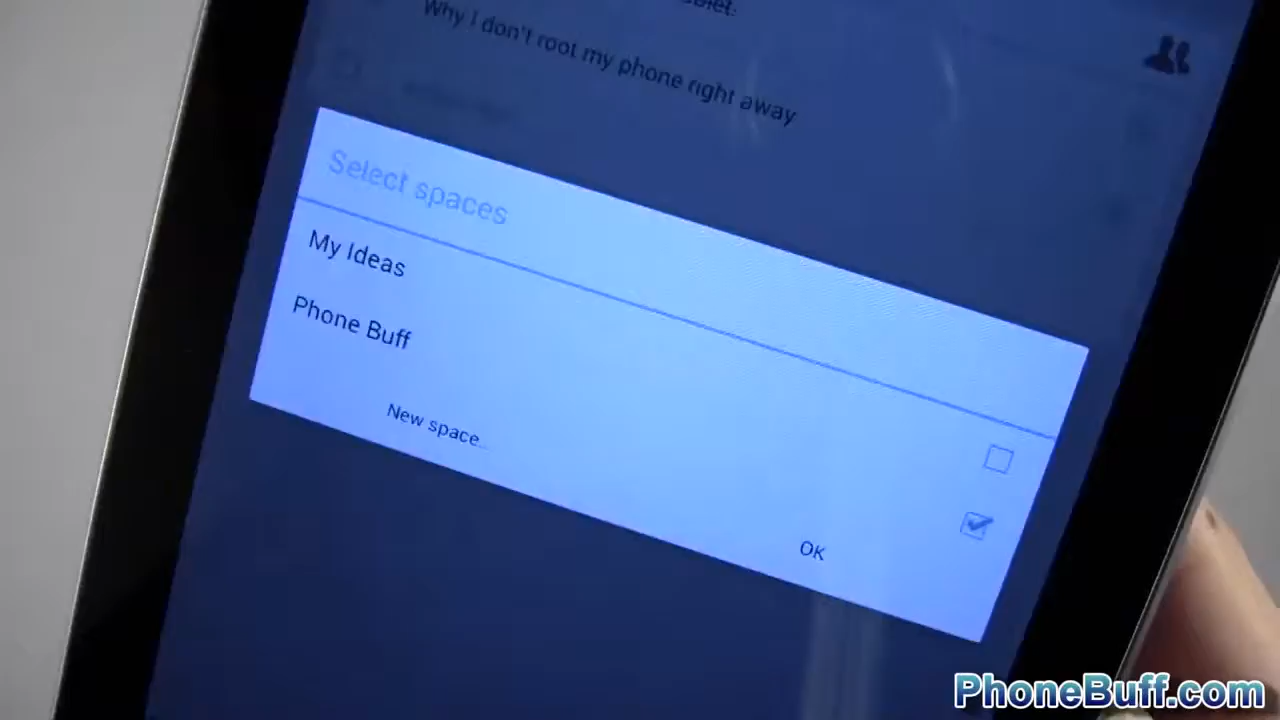 Why I don't root my phone right away
Select spaces
My Ideas
Phone Buff
New space..
OK
PhoneBuff.com